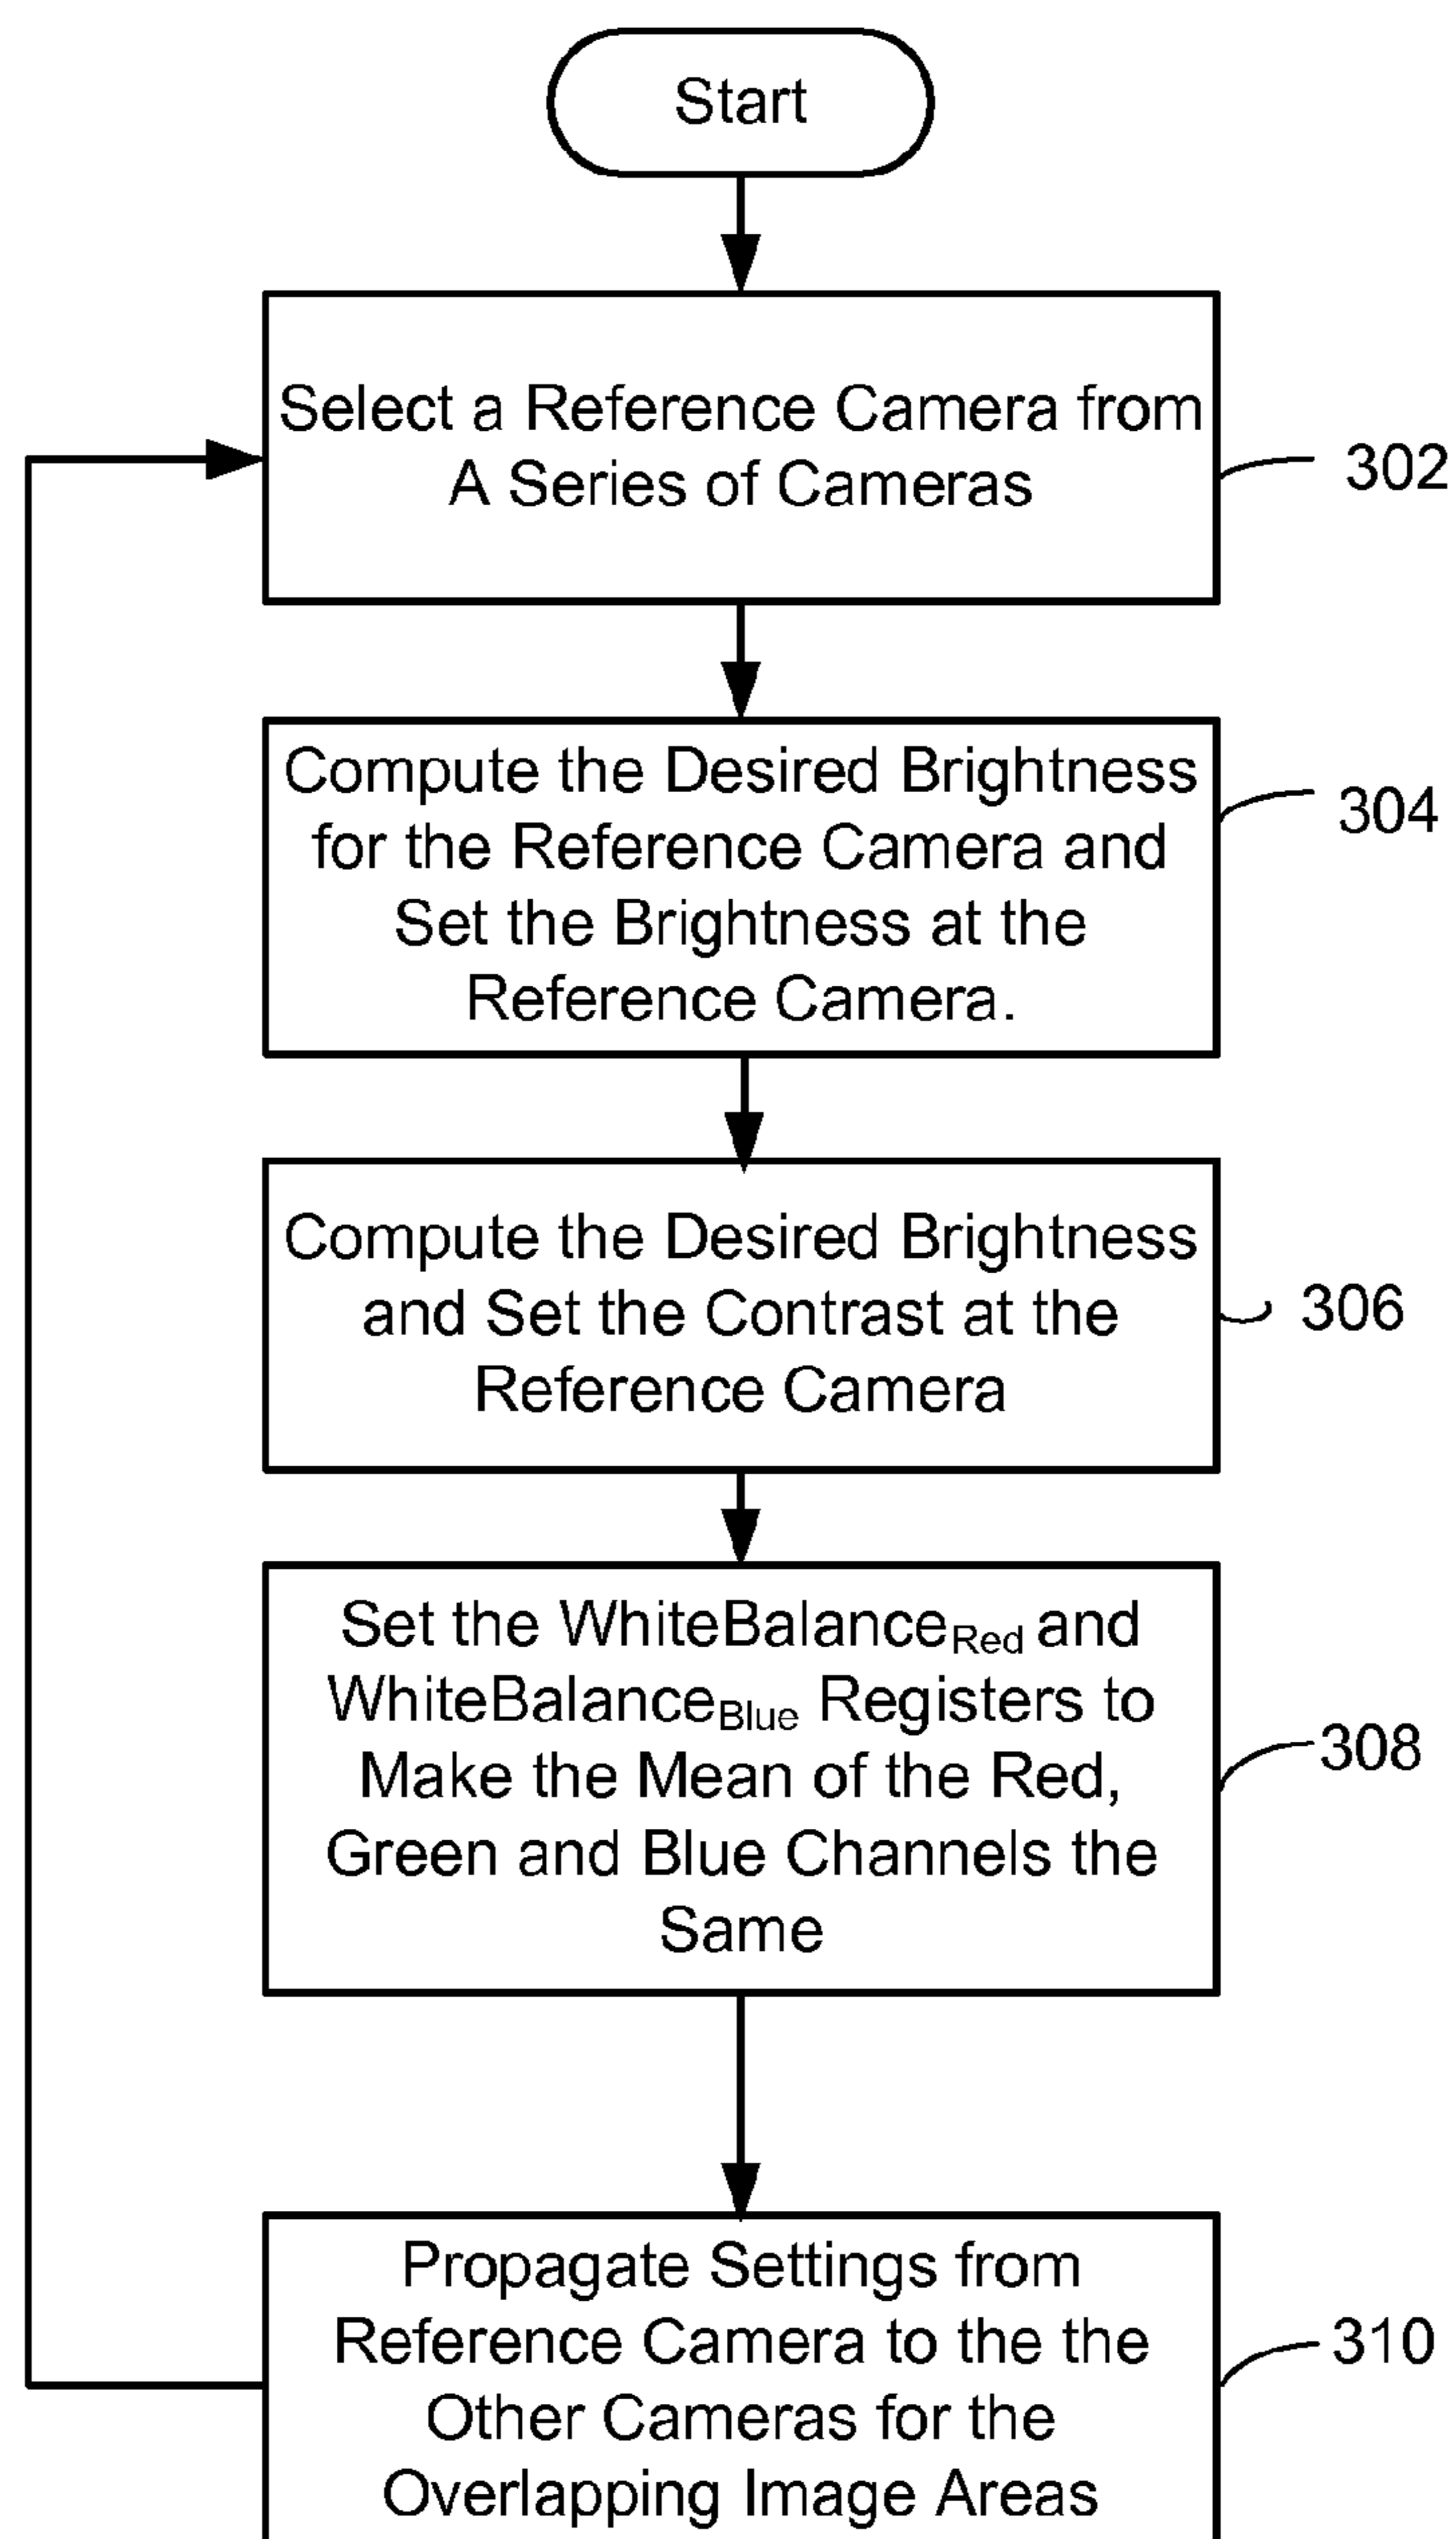 Start
Select a Reference Camera from
A Series of Cameras
302
Compute the Desired Brightness
for the Reference Camera and
Set the Brightness at the
Reference Camera.
304
Compute the Desired Brightness
and Set the Contrast at the
Reference Camera
306
Set the WhiteBalanceRed and
WhiteBalanceBlue Registers to
Make the Mean of the Red,
Green and Blue Channels the
Same
308
Propagate Settings from
Reference Camera to the the
Other Cameras for the
Overlapping Image Areas
310